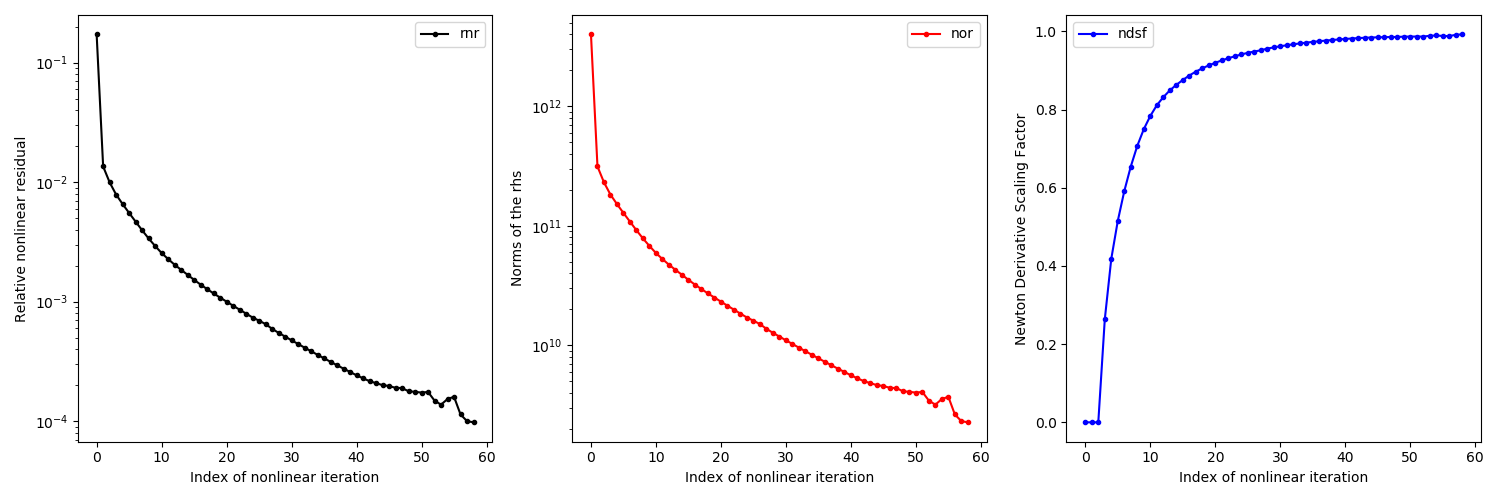 Relative nonlinear residual
10⁻¹
10⁻²
10⁻³
10⁻⁴
0 10 20 30 40 50 60
Index of nonlinear iteration
rnr
Norms of the rhs
10¹²
10¹¹
10¹⁰
0 10 20 30 40 50 60
Index of nonlinear iteration
nor
Newton Derivative Scaling Factor
1.0
0.8
0.6
0.4
0.2
0.0
0 10 20 30 40 50 60
Index of nonlinear iteration
ndsf